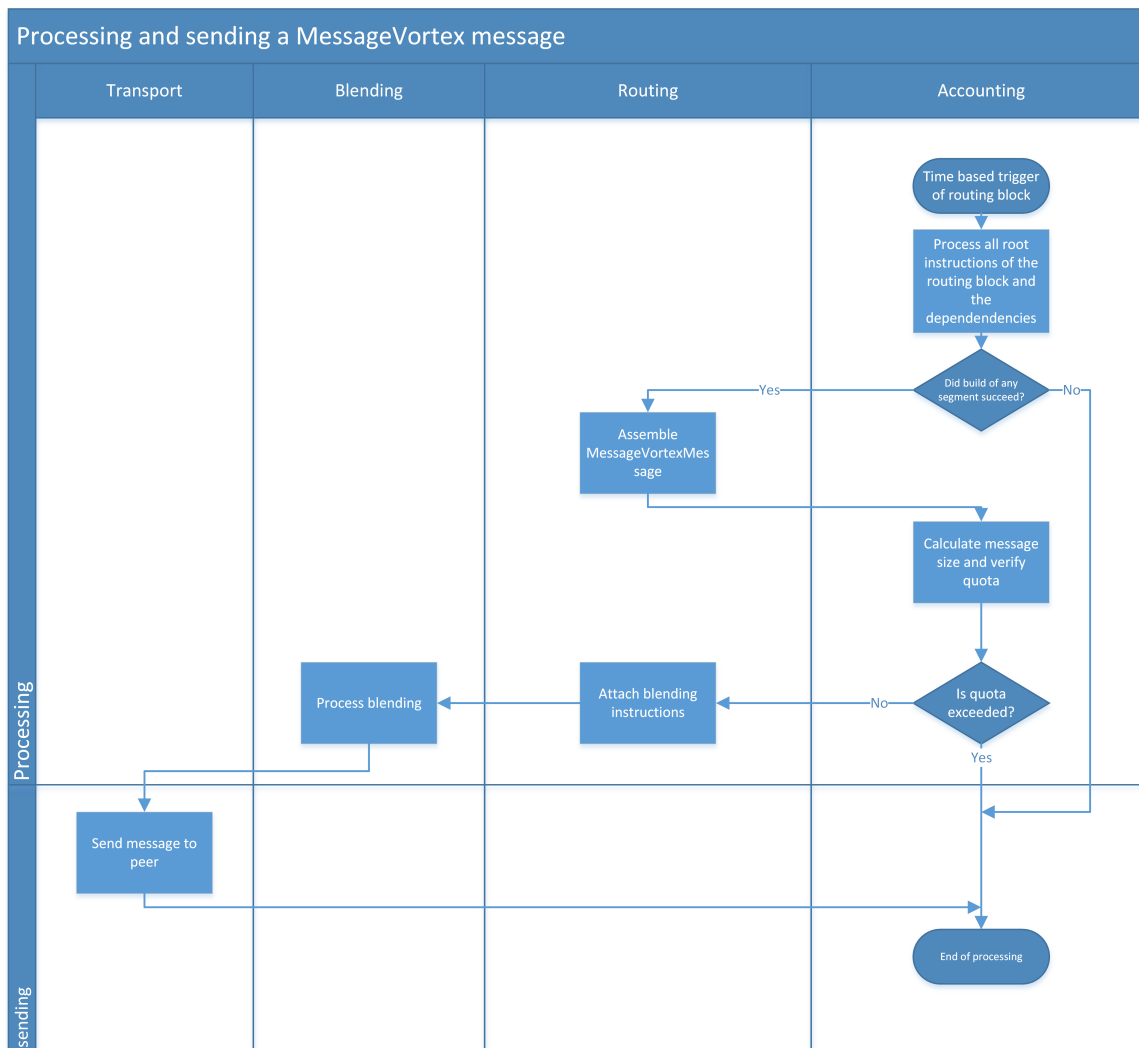 Processing and sending a MessageVortex message
Transport
Blending
Routing
Accounting
Time based trigger
of routing block
Process all root
instructions of the
routing block and
the
dependendencies
Did build of any
segment succeed?
Yes
No
Assemble
MessageVortexMes
sage
Calculate message
size and verify
quota
Is quota
exceeded?
No
Attach blending
instructions
Process blending
Yes
Processing
Send message to
peer
End of processing
sending